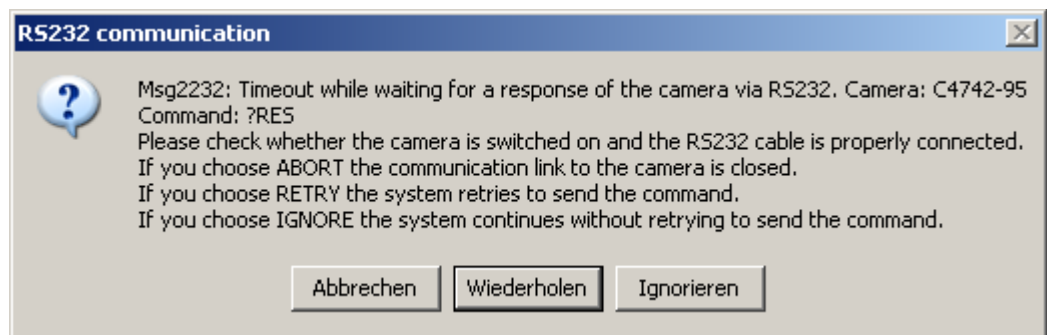 RS232 communication
Msg2232: Timeout while waiting for a response of the camera via RS232. Camera: C4742-95
Command: ?RES
Please check whether the camera is switched on and the RS232 cable is properly connected.
If you choose ABORT the communication link to the camera is closed.
If you choose RETRY the system retries to send the command.
If you choose IGNORE the system continues without retrying to send the command.
Abbrechen Wiederholen Ignorieren